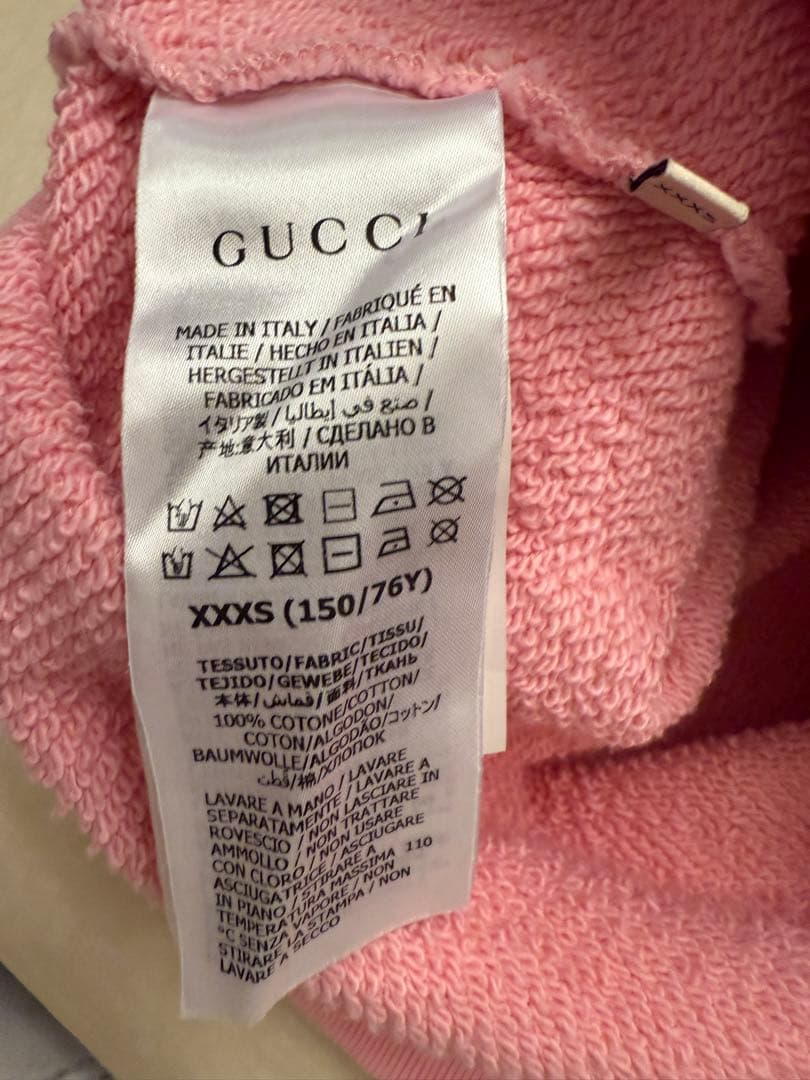 GUCCI
XXXS
MADE IN ITALY / FABRIQUÉ EN
ITALIE / HECHO EN ITALIA /
HERGESTELLT IN ITALIEN /
FABRICADO EM ITÁLIA /
イタリア製 / صنع في إيطاليا /
产地:意大利 / СДЕЛАНО В
ИТАЛИИ
XXXS (150/76Y)
TESSUTO/FABRIC/TISSU/
TEJIDO/GEWEBE/TECIDO/
本体/قماش/面料/ТКАНЬ
100% COTONE/COTTON/
COTON/ALGODON/
BAUMWOLLE/ALGODÃO/コットン/
قطن/棉/ХЛОПОК
LAVARE A MANO / LAVARE
SEPARATAMENTE / LAVARE A
ROVESCIO / NON LASCIARE IN
AMMOLLO / NON TRATTARE
CON CLORO / NON USARE
ASCIUGATRICE / ASCIUGARE
IN PIANO / STIRARE A
TEMPERATURA MASSIMA 110
°C SENZA VAPORE / NON
STIRARE LA STAMPA / NON
LAVARE A SECCO